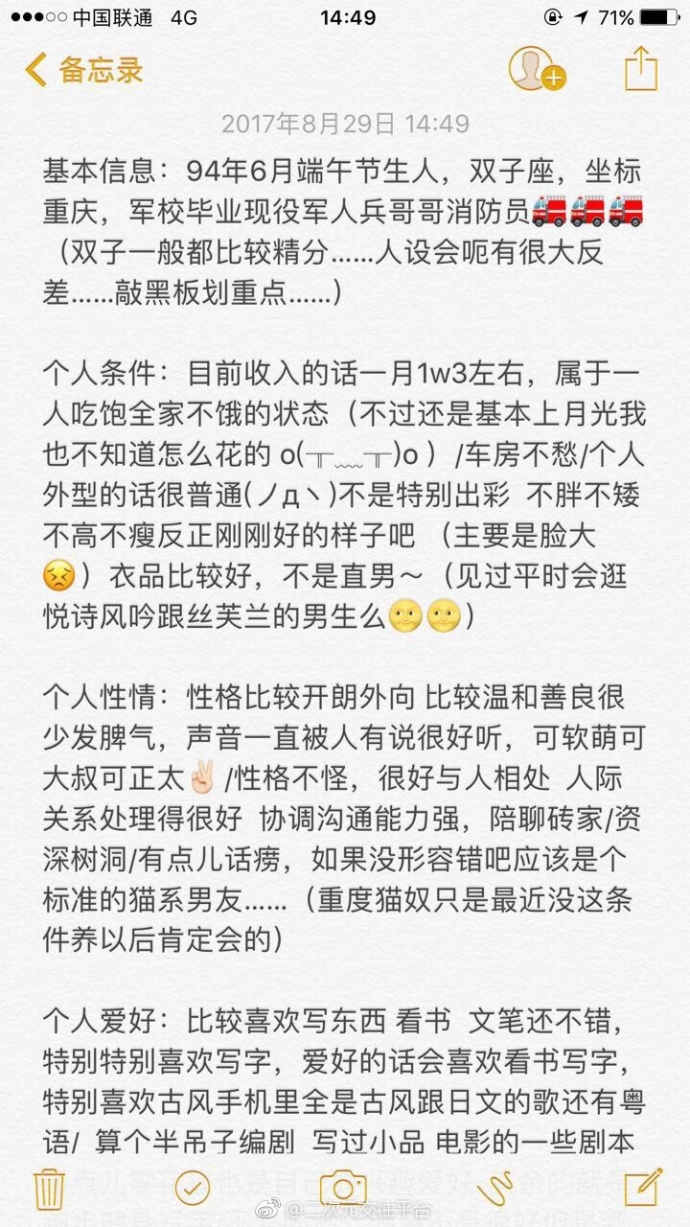 中国联通 4G 14:49 71%
备忘录
2017年8月29日 14:49
基本信息：94年6月端午节生人，双子座，坐标
重庆，军校毕业现役军人兵哥哥消防员🚒🚒🚒
（双子一般都比较精分……人设会呃有很大反
差……敲黑板划重点……）
个人条件：目前收入的话一月1w3左右，属于一
人吃饱全家不饿的状态（不过还是基本上月光我
也不知道怎么花的 o(╥﹏╥)o ）/车房不愁/个人
外型的话很普通(ノдヽ)不是特别出彩 不胖不矮
不高不瘦反正刚刚好的样子吧 （主要是脸大
😣）衣品比较好，不是直男～（见过平时会逛
悦诗风吟跟丝芙兰的男生么🌝🌝）
个人性情：性格比较开朗外向 比较温和善良很
少发脾气，声音一直被人有说很好听，可软萌可
大叔可正太✌🏻/性格不怪，很好与人相处 人际
关系处理得很好 协调沟通能力强，陪聊砖家/资
深树洞/有点儿话痨，如果没形容错吧应该是个
标准的猫系男友……（重度猫奴只是最近没这条
件养以后肯定会的）
个人爱好：比较喜欢写东西 看书 文笔还不错，
特别特别喜欢写字，爱好的话会喜欢看书写字，
特别喜欢古风手机里全是古风跟日文的歌还有粤
语/ 算个半吊子编剧 写过小品 电影的一些剧本
@二次元交往平台